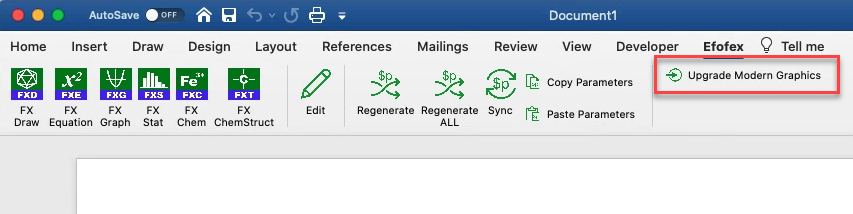 AutoSave OFF Document1
Home Insert Draw Design Layout References Mailings Review View Developer Efofex Tell me
FXD x² FXE FXG FXS Fe³⁺ FXC -C- FXT $p $p $p
Upgrade Modern Graphics
Copy Parameters
FX FX FX FX FX FX Edit Regenerate Regenerate Sync
Draw Equation Graph Stat Chem ChemStruct ALL
Paste Parameters